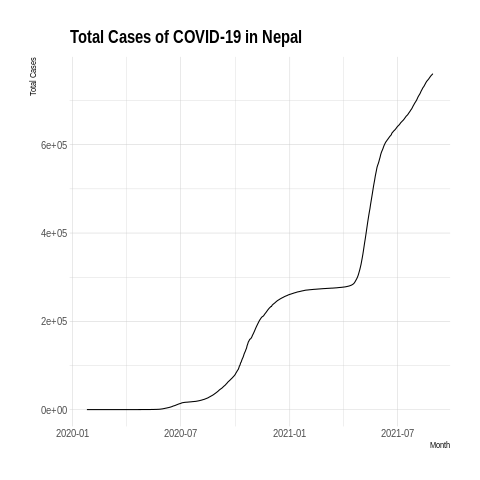 Total Cases of COVID-19 in Nepal
Total Cases
6e+05
4e+05
2e+05
0e+00
2020-01 2020-07 2021-01 2021-07
Month